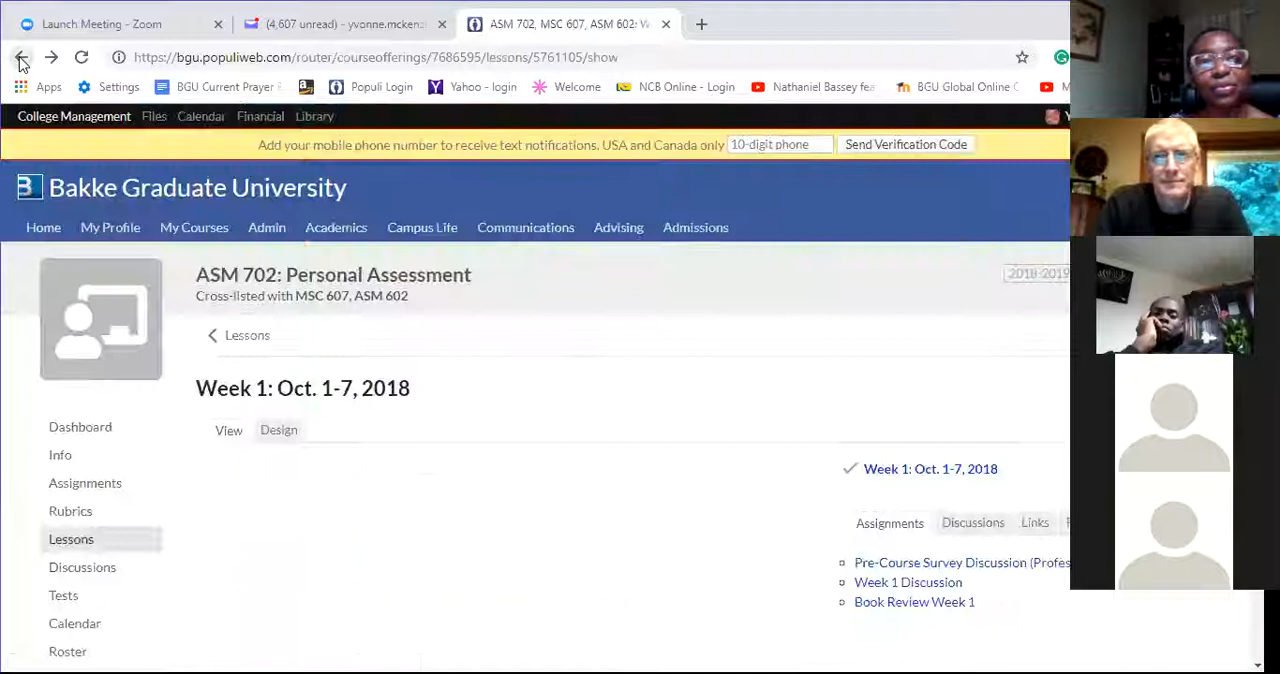 Launch Meeting - Zoom
(4,607 unread) - yvonne.mckenz
ASM 702, MSC 607, ASM 602: W
https://bgu.populiweb.com/router/courseofferings/7686595/lessons/5761105/show
Apps
Settings
BGU Current Prayer
Populi Login
Yahoo - login
Welcome
NCB Online - Login
Nathaniel Bassey fea
BGU Global Online C
College Management
Files
Calendar
Financial
Library
Add your mobile phone number to receive text notifications. USA and Canada only
10-digit phone
Send Verification Code
Bakke Graduate University
Home
My Profile
My Courses
Admin
Academics
Campus Life
Communications
Advising
Admissions
ASM 702: Personal Assessment
2018-2019
Cross-listed with MSC 607, ASM 602
Lessons
Week 1: Oct. 1-7, 2018
View
Design
Dashboard
Info
Assignments
Rubrics
Lessons
Discussions
Tests
Calendar
Roster
Week 1: Oct. 1-7, 2018
Assignments
Discussions
Links
Pre-Course Survey Discussion (Profes
Week 1 Discussion
Book Review Week 1